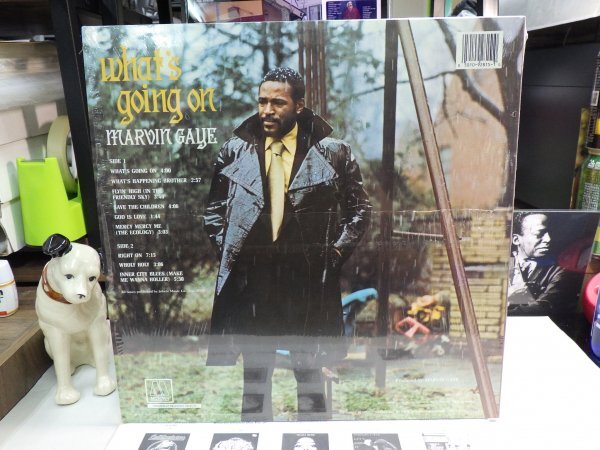 what's
going on
MARVIN GAYE
SIDE 1
WHAT'S GOING ON 4:00
WHAT'S HAPPENING BROTHER 2:57
FLYIN' HIGH (IN THE
FRIENDLY SKY)
SAVE THE CHILDREN 4:00
GOD IS LOVE 1:44
MERCY MERCY ME
(THE ECOLOGY) 3:05
SIDE 2
RIGHT ON 7:15
WHOLY HOLY 3:06
INNER CITY BLUES (MAKE
ME WANNA HOLLER) 5:30